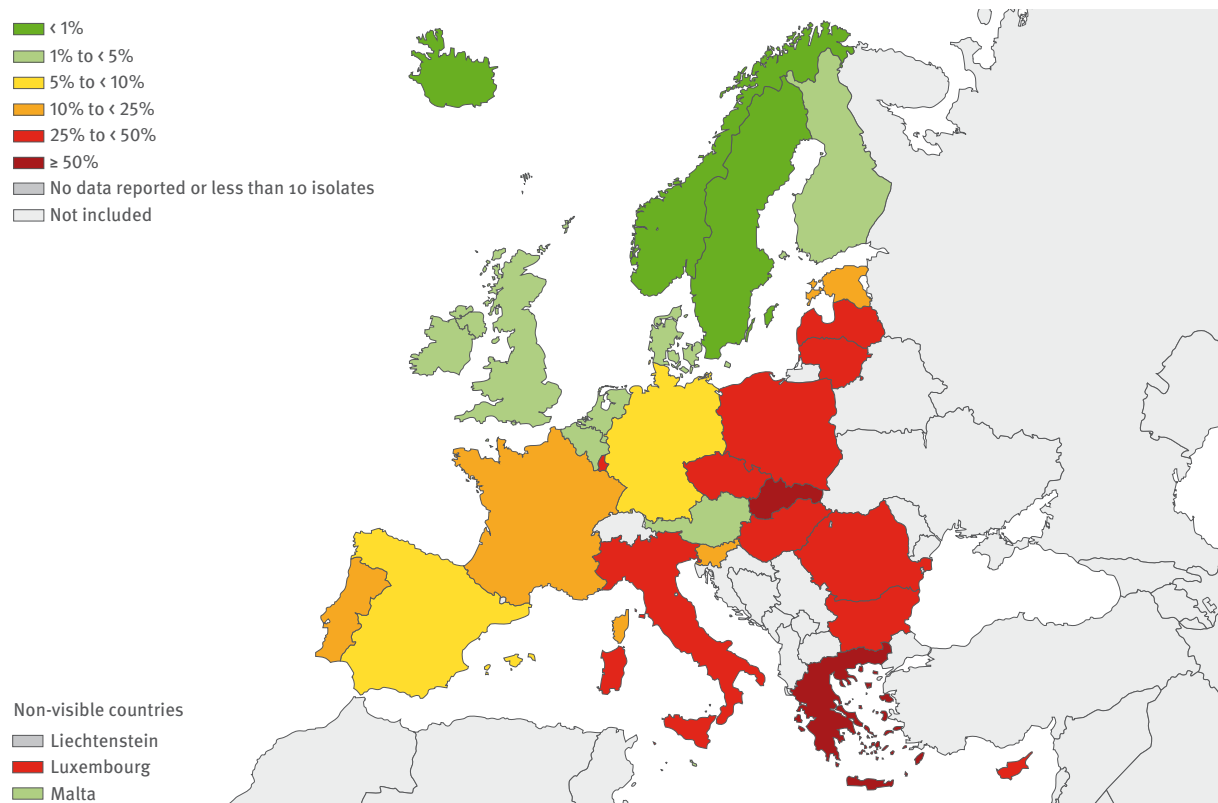 < 1%
1% to < 5%
5% to < 10%
10% to < 25%
25% to < 50%
≥ 50%
No data reported or less than 10 isolates
Not included
Non-visible countries
Liechtenstein
Luxembourg
Malta